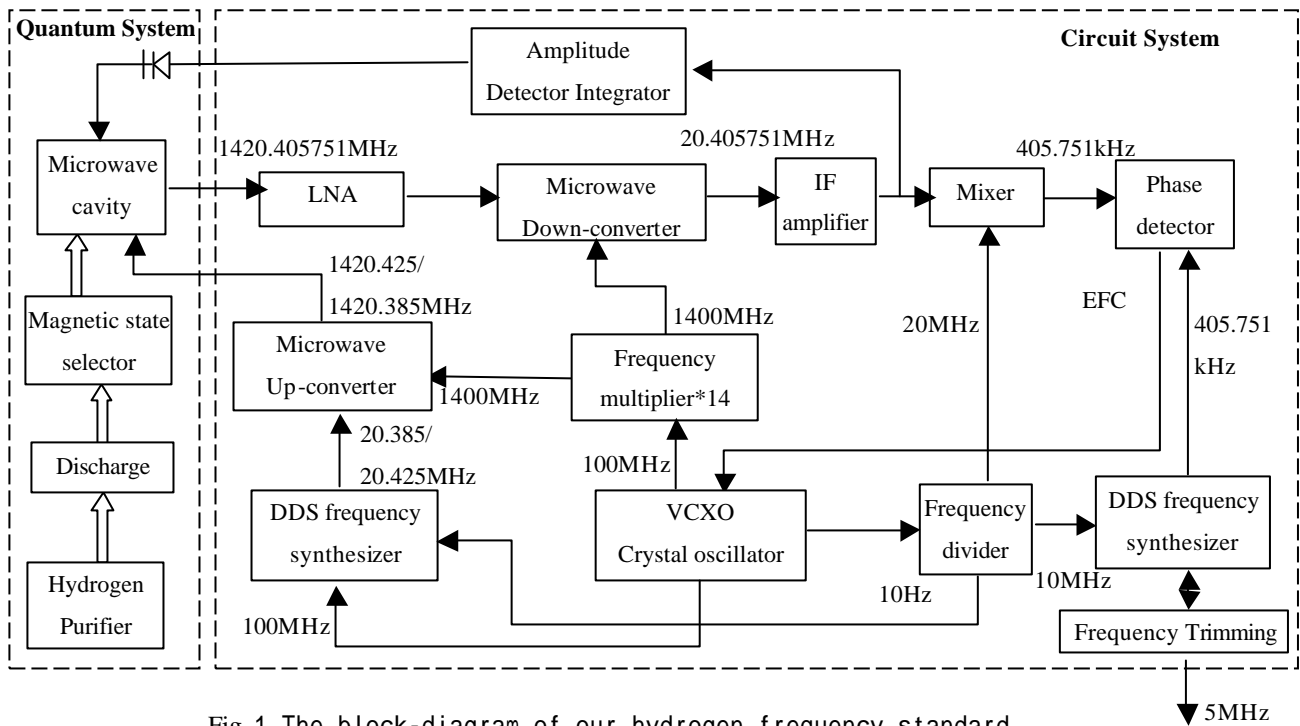 Quantum System
Circuit System
Amplitude
Detector Integrator
1420.405751MHz
20.405751MHz
405.751kHz
Microwave
cavity
LNA
Microwave
Down-converter
IF
amplifier
Mixer
Phase
detector
1420.425/
1420.385MHz
1400MHz
20MHz
EFC
405.751
kHz
Magnetic state
selector
Microwave
Up-converter
1400MHz
Frequency
multiplier*14
20.385/
20.425MHz
100MHz
Discharge
DDS frequency
synthesizer
VCXO
Crystal oscillator
Frequency
divider
DDS frequency
synthesizer
10Hz
10MHz
Hydrogen
Purifier
100MHz
Frequency Trimming
5MHz
Fig.1 The block-diagram of our hydrogen frequency standard